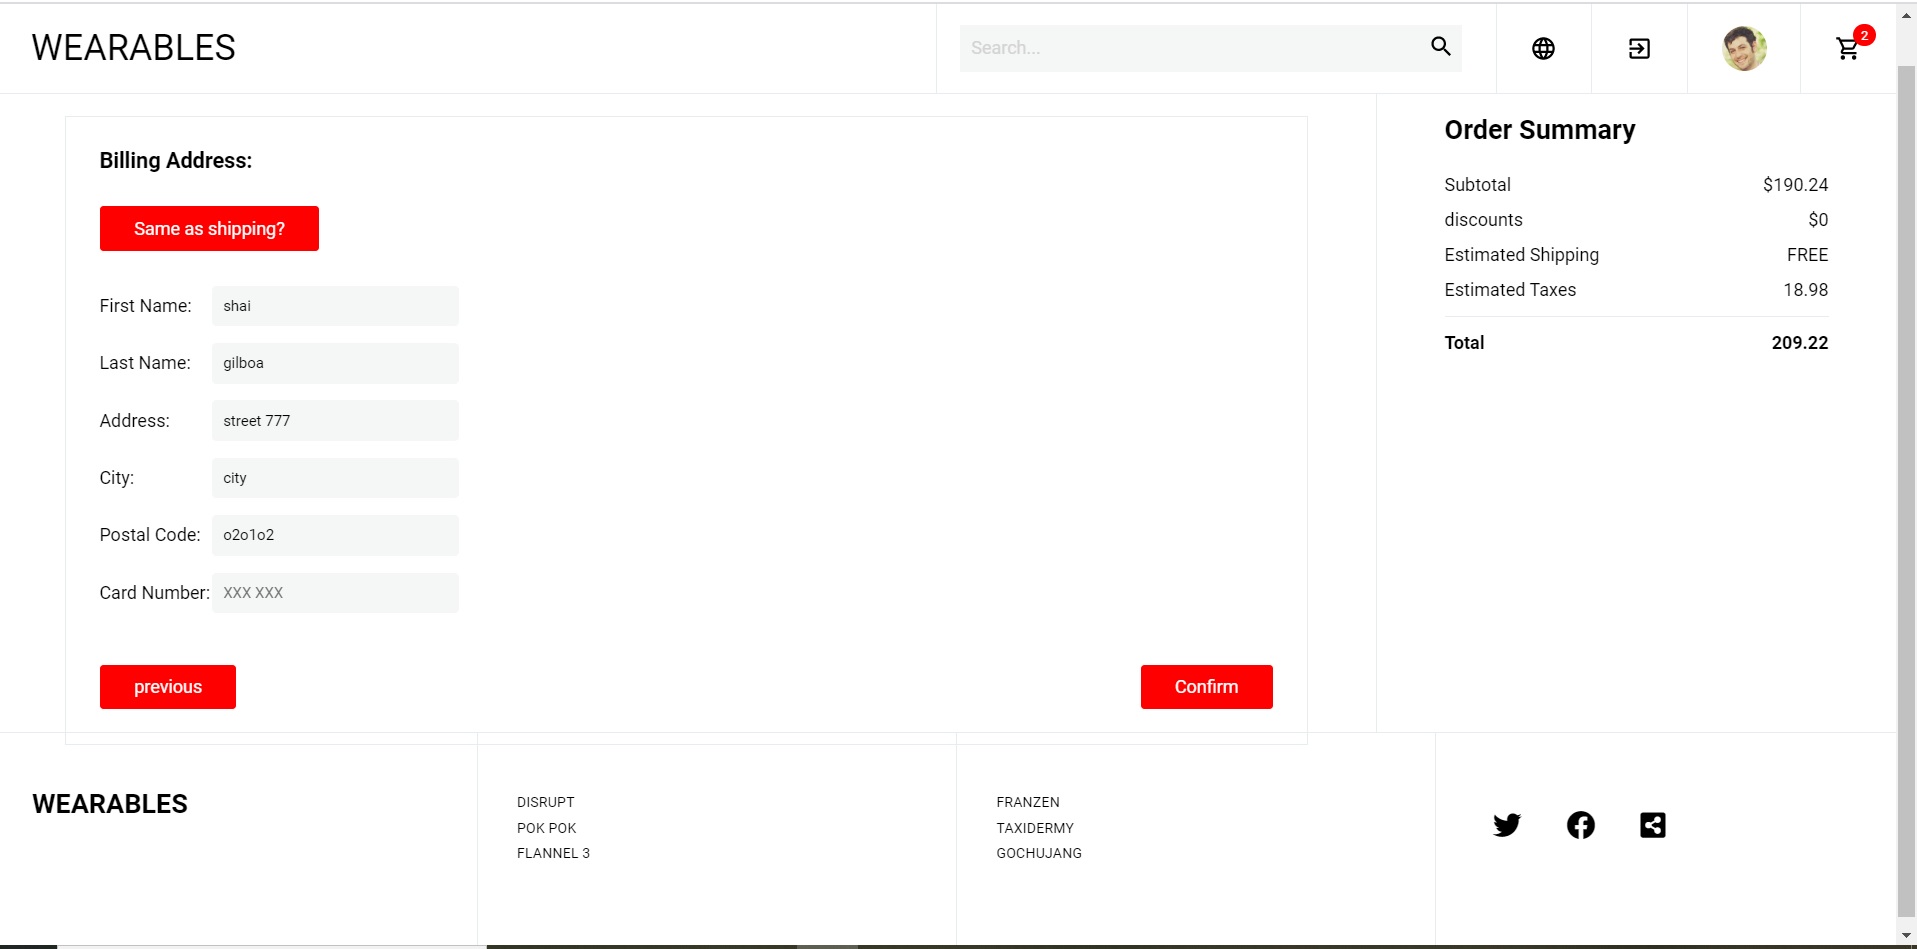 WEARABLES
Search...
2
Billing Address:
Same as shipping?
First Name: shai
Last Name: gilboa
Address: street 777
City: city
Postal Code: o2o1o2
Card Number: XXX XXX
previous
Confirm
Order Summary
Subtotal $190.24
discounts $0
Estimated Shipping FREE
Estimated Taxes 18.98
Total 209.22
WEARABLES
DISRUPT
POK POK
FLANNEL 3
FRANZEN
TAXIDERMY
GOCHUJANG